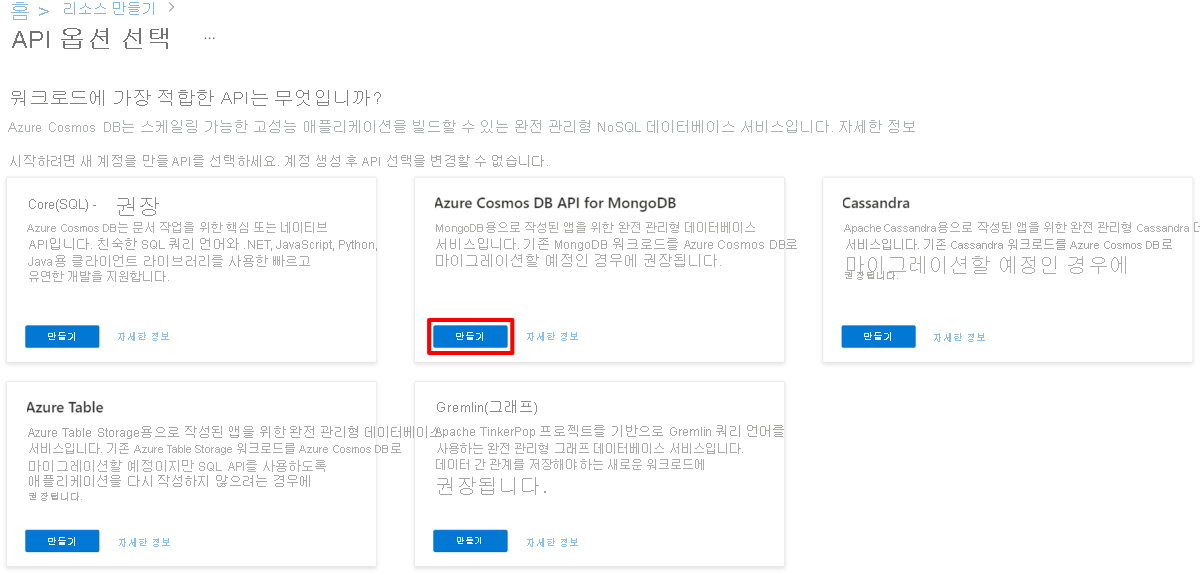 홈 > 리소스 만들기 >
API 옵션 선택 ...
워크로드에 가장 적합한 API는 무엇입니까?
Azure Cosmos DB는 스케일링 가능한 고성능 애플리케이션을 빌드할 수 있는 완전 관리형 NoSQL 데이터베이스 서비스입니다. 자세한 정보
시작하려면 새 계정을 만들 API를 선택하세요. 계정 생성 후 API 선택을 변경할 수 없습니다.
Core(SQL) - 권장
Azure Cosmos DB는 문서 작업을 위한 핵심 또는 네이티브
API입니다. 친숙한 SQL 쿼리 언어와 .NET, JavaScript, Python,
Java용 클라이언트 라이브러리를 사용한 빠르고
유연한 개발을 지원합니다.
만들기 자세한 정보
Azure Cosmos DB API for MongoDB
MongoDB용으로 작성된 앱을 위한 완전 관리형 데이터베이스
서비스입니다. 기존 MongoDB 워크로드를 Azure Cosmos DB로
마이그레이션할 예정인 경우에 권장됩니다.
만들기 자세한 정보
Cassandra
Apache Cassandra용으로 작성된 앱을 위한 완전 관리형 Cassandra
서비스입니다. 기존 Cassandra 워크로드를 Azure Cosmos DB로
마이그레이션할 예정인 경우에
권장됩니다.
만들기 자세한 정보
Azure Table
Azure Table Storage용으로 작성된 앱을 위한 완전 관리형 데이터베이스
서비스입니다. 기존 Azure Table Storage 워크로드를 Azure Cosmos DB로
마이그레이션할 예정이지만 SQL API를 사용하도록
애플리케이션을 다시 작성하지 않으려는 경우에
권장됩니다.
만들기 자세한 정보
Gremlin(그래프)
Apache TinkerPop 프로젝트를 기반으로 Gremlin 쿼리 언어를
사용하는 완전 관리형 그래프 데이터베이스 서비스입니다.
데이터 간 관계를 저장해야 하는 새로운 워크로드에
권장됩니다.
만들기 자세한 정보